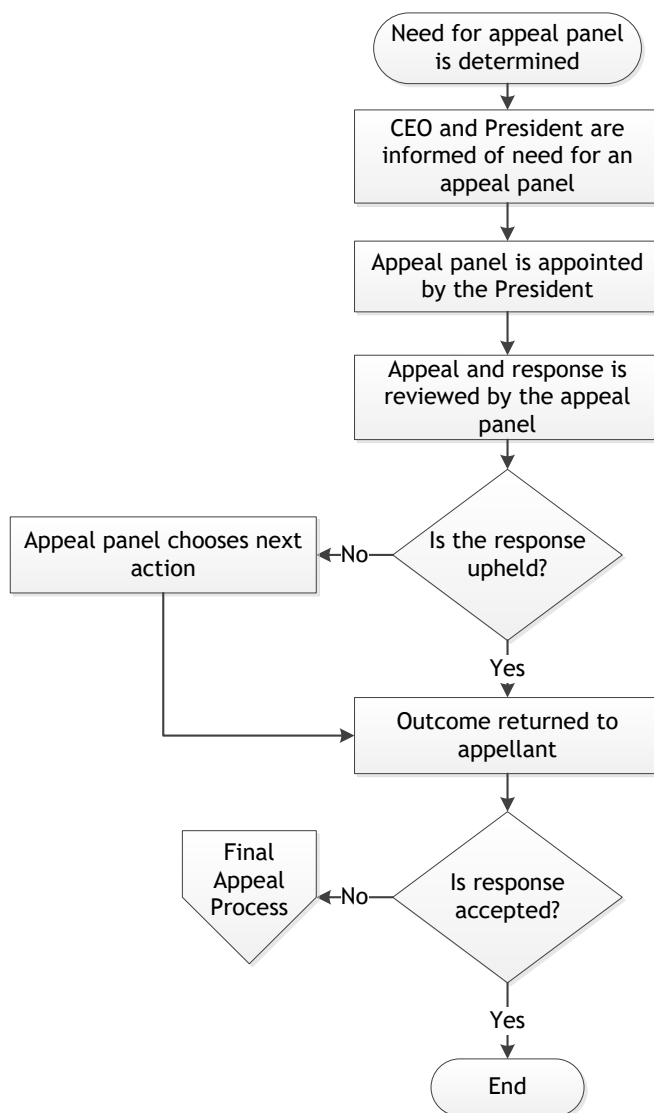 Need for appeal panel
is determined
CEO and President are
informed of need for an
appeal panel
Appeal panel is appointed
by the President
Appeal and response is
reviewed by the appeal
panel
Is the response
upheld?
No
Appeal panel chooses next
action
Yes
Outcome returned to
appellant
Is response
accepted?
No
Final
Appeal
Process
Yes
End